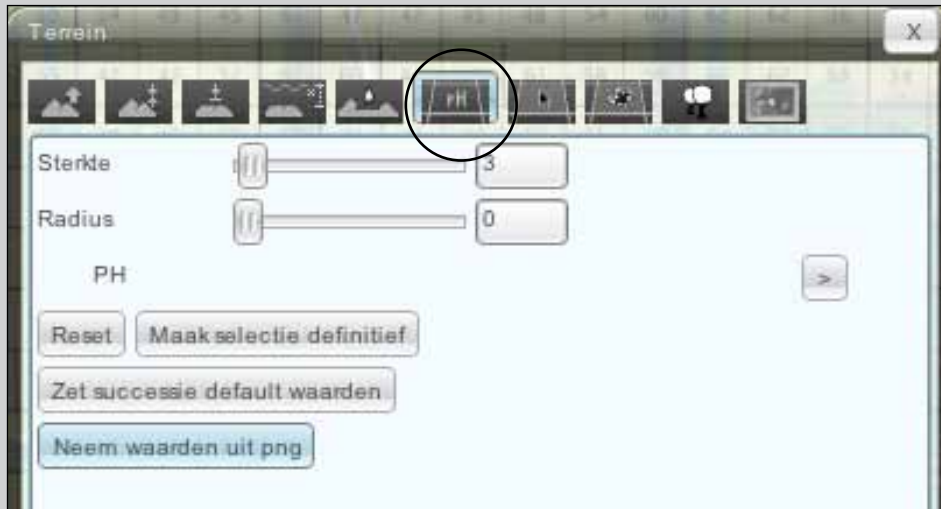 Terrein
X
pH
Sterkte 3
Radius 0
PH >
Reset Maak selectie definitief
Zet successie default waarden
Neem waarden uit png